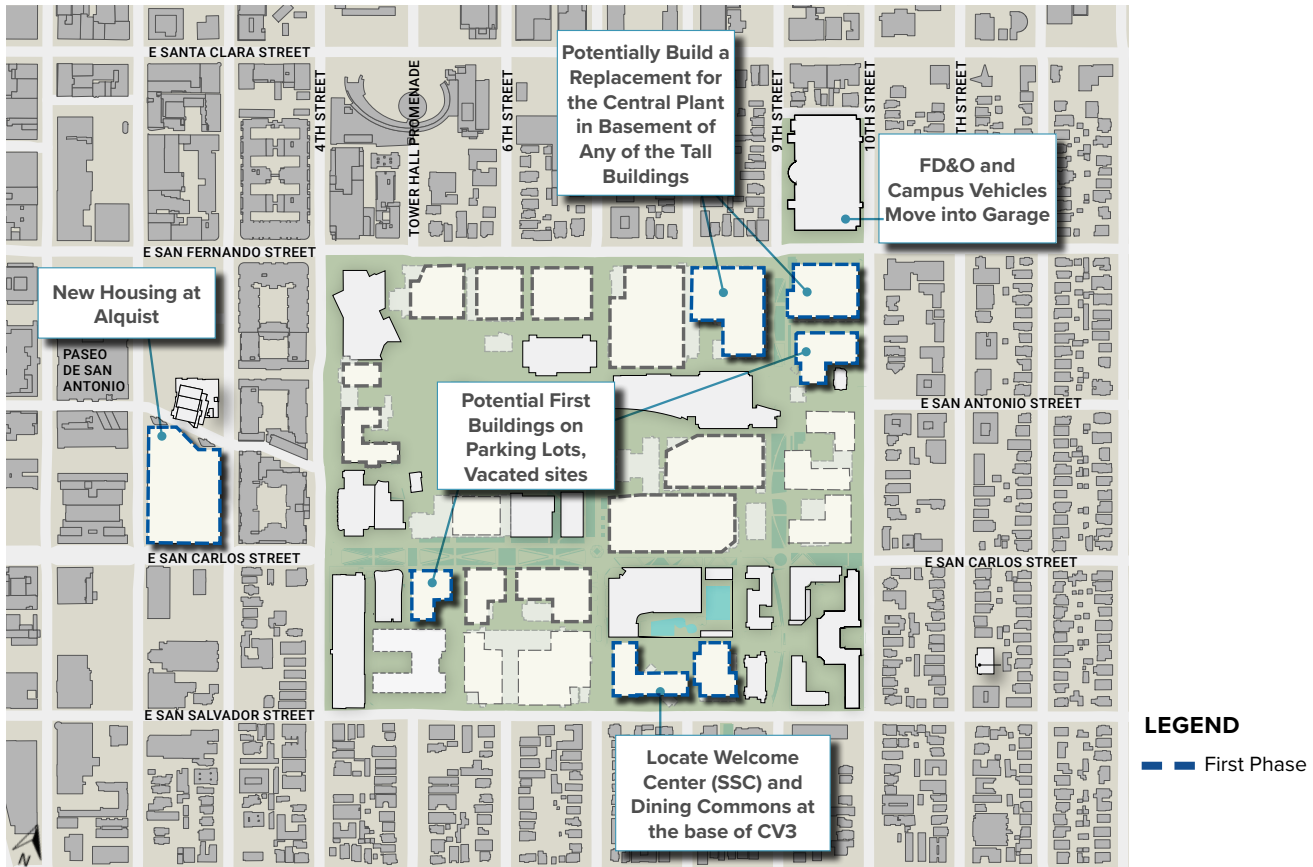 E SANTA CLARA STREET
4TH STREET
TOWER HALL PROMENADE
6TH STREET
Potentially Build a
Replacement for
the Central Plant
in Basement of
Any of the Tall
Buildings
9TH STREET
10TH STREET
TH STREET
FD&O and
Campus Vehicles
Move into Garage
E SAN FERNANDO STREET
New Housing at
Alquist
PASEO
DE SAN
ANTONIO
Potential First
Buildings on
Parking Lots,
Vacated sites
E SAN ANTONIO STREET
E SAN CARLOS STREET
E SAN CARLOS STREET
E SAN SALVADOR STREET
Locate Welcome
Center (SSC) and
Dining Commons at
the base of CV3
LEGEND
First Phase
N